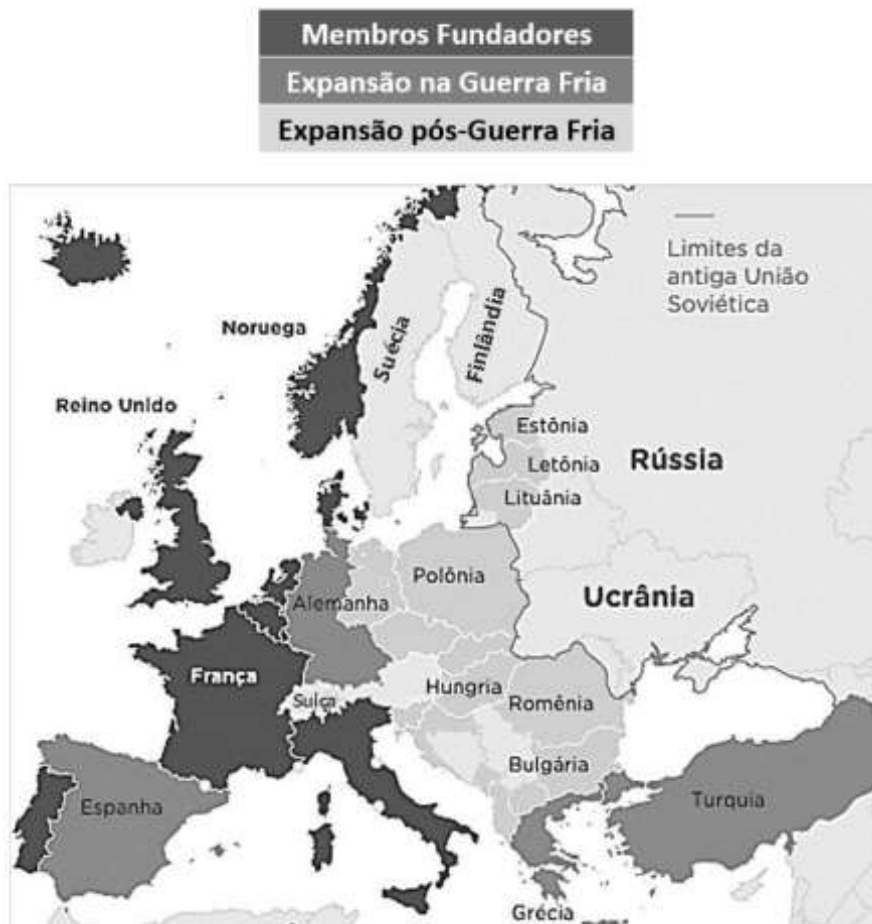 Membros Fundadores
Expansão na Guerra Fria
Expansão pós-Guerra Fria
Limites da
antiga União
Soviética
Noruega
Suécia
Finlândia
Reino Unido
Estônia
Letônia
Rússia
Lituânia
Polônia
Alemanha
Ucrânia
França
Suíça
Hungria
Romênia
Bulgária
Espanha
Turquia
Grécia